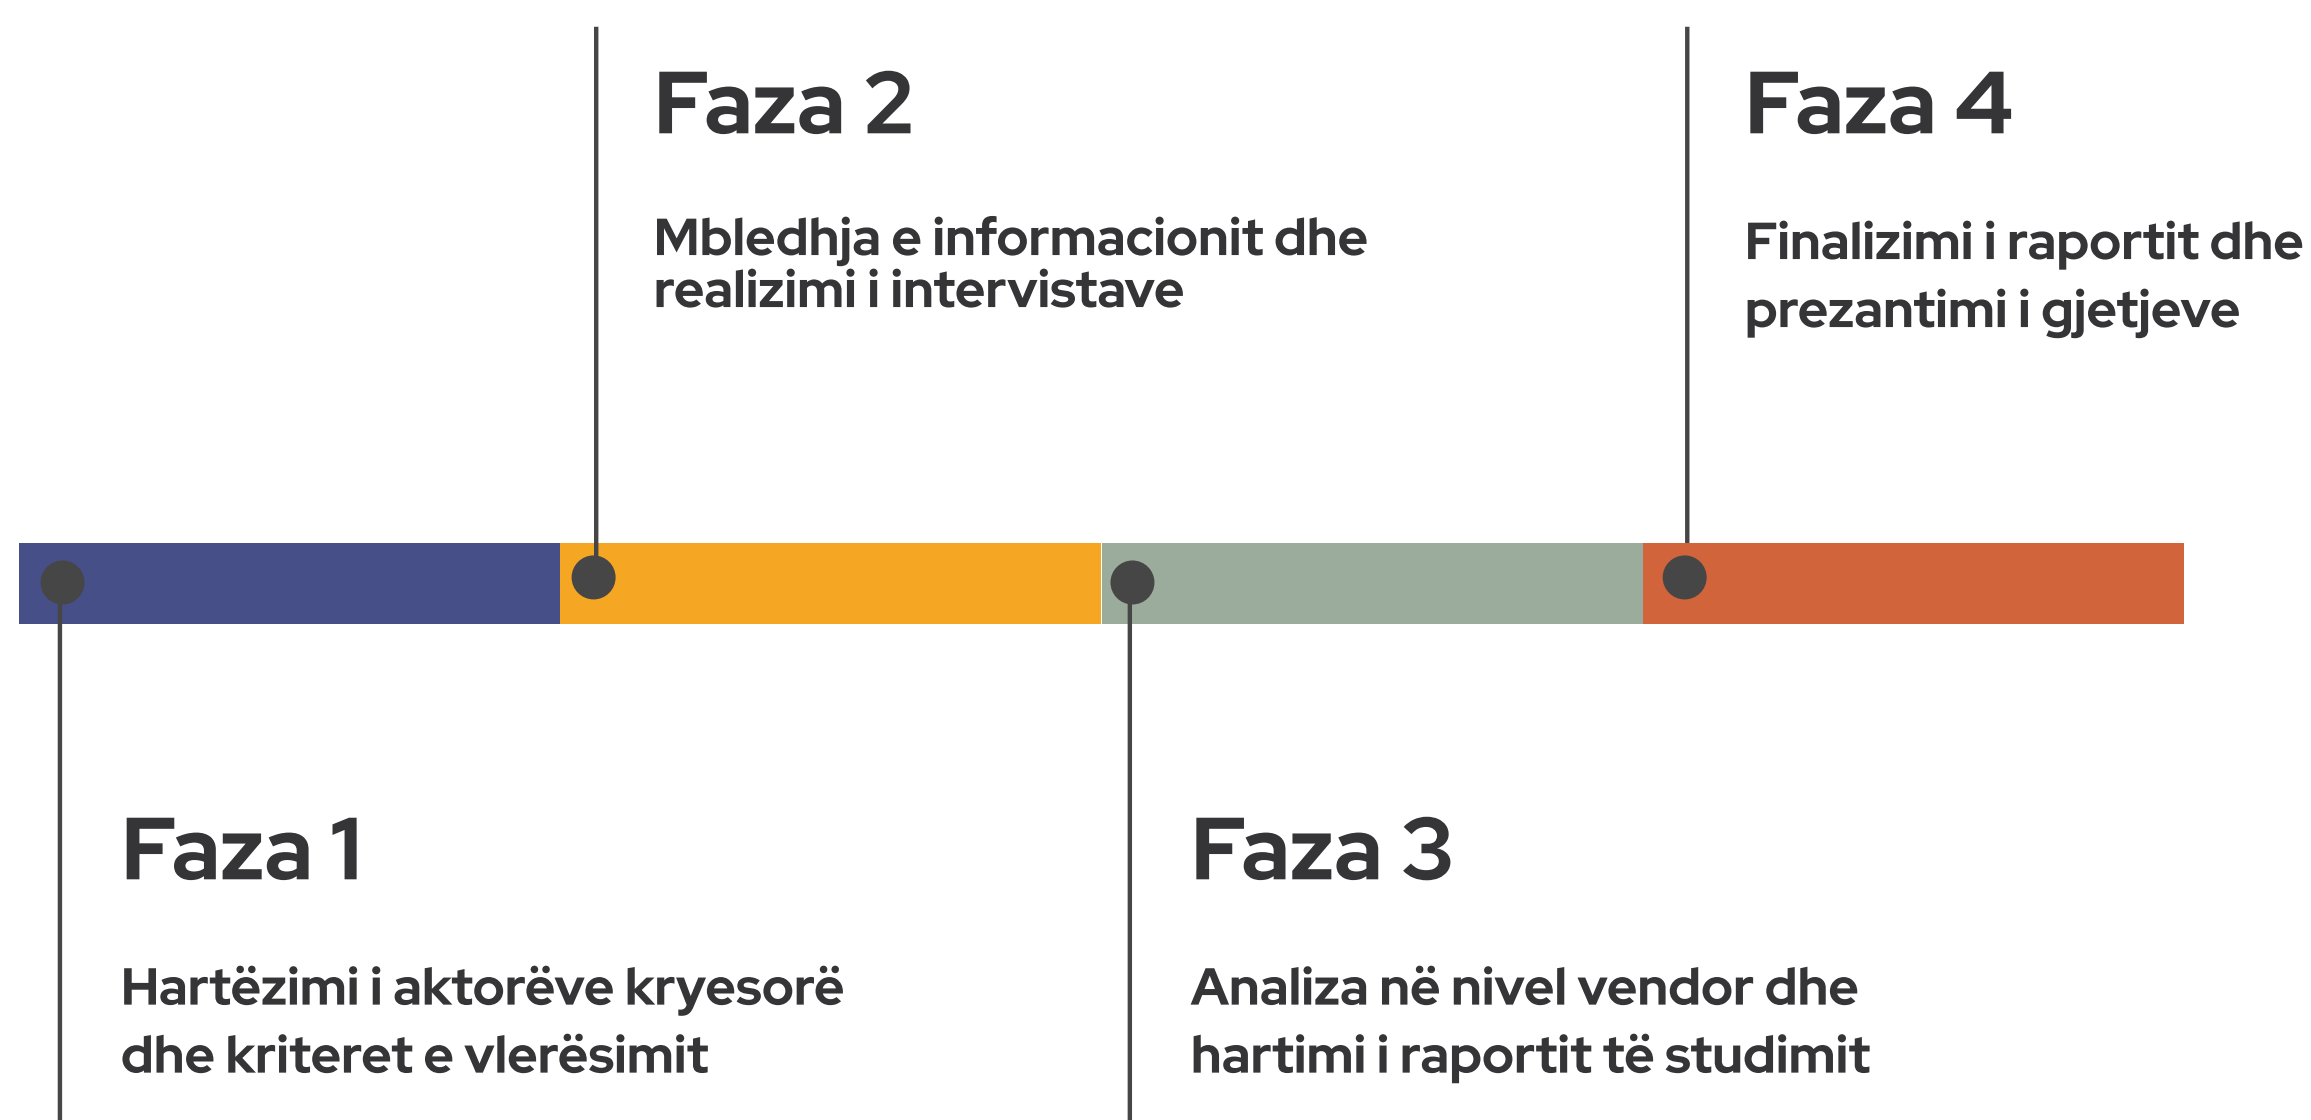 Faza 2
Mbledhja e informacionit dhe
realizimi i intervistave
Faza 4
Finalizimi i raportit dhe
prezantimi i gjetjeve
Faza 1
Hartëzimi i aktorëve kryesorë
dhe kriteret e vlerësimit
Faza 3
Analiza në nivel vendor dhe
hartimi i raportit të studimit